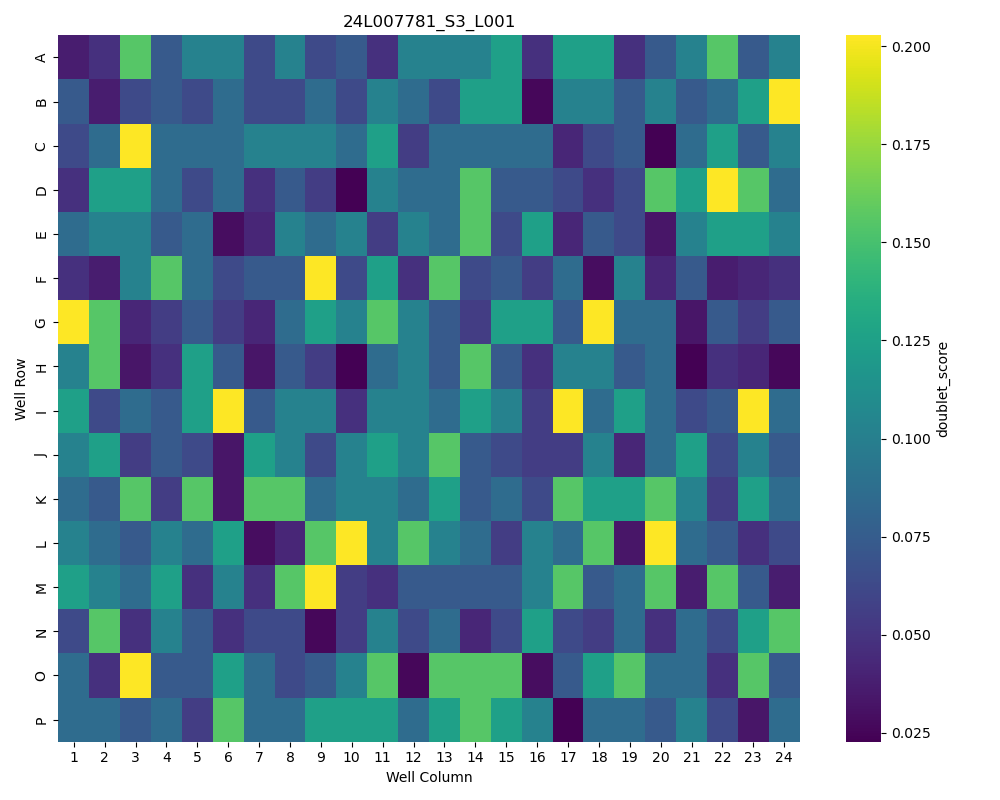 24L007781_S3_L001
Well Row
A
B
C
D
E
F
G
H
I
J
K
L
M
N
O
P
1 2 3 4 5 6 7 8 9 10 11 12 13 14 15 16 17 18 19 20 21 22 23 24
Well Column
0.200
0.175
0.150
0.125
0.100
0.075
0.050
0.025
doublet_score